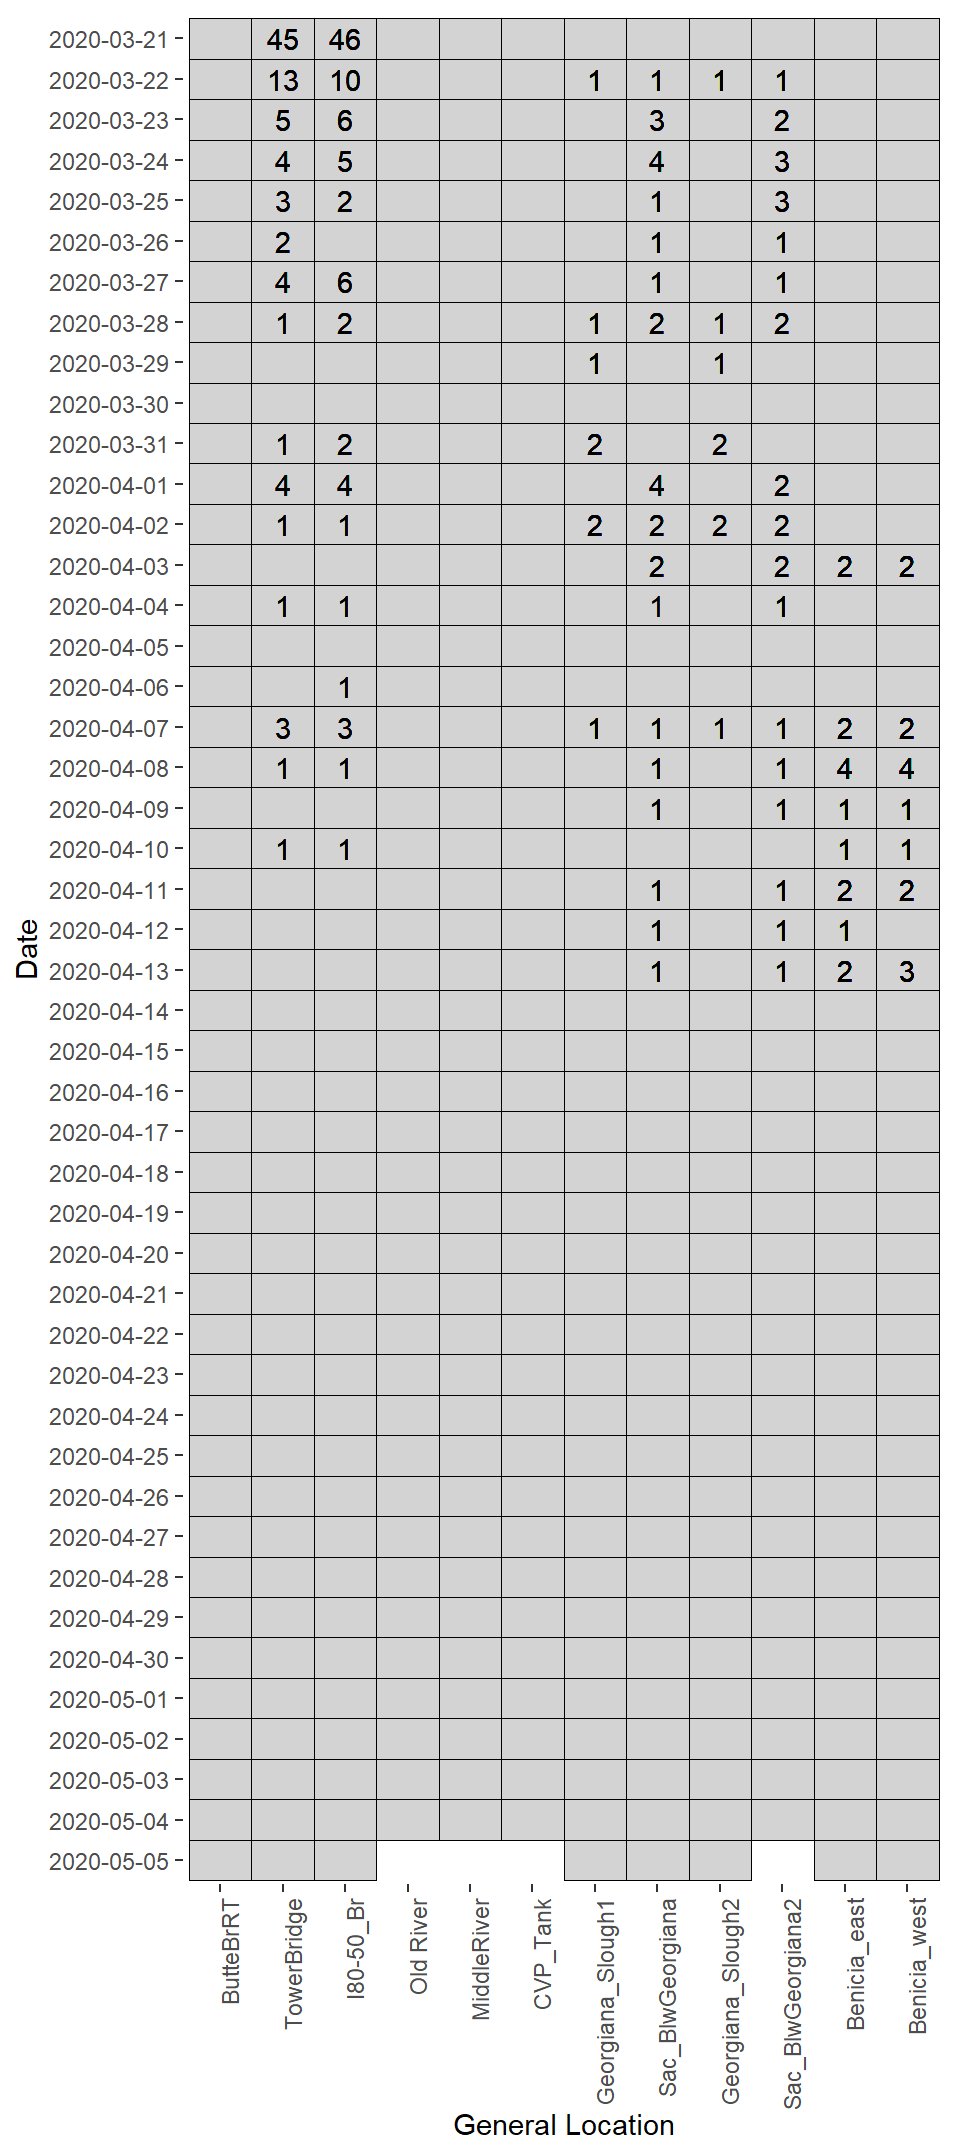 2020-03-21 45 46
2020-03-22 13 10 1 1 1 1
2020-03-23 5 6 3 2
2020-03-24 4 5 4 3
2020-03-25 3 2 1 3
2020-03-26 2 1 1
2020-03-27 4 6 1 1
2020-03-28 1 2 1 2 1 2
2020-03-29 1 1
2020-03-30
2020-03-31 1 2 2 2
2020-04-01 4 4 4 2
2020-04-02 1 1 2 2 2 2
2020-04-03 2 2 2 2
2020-04-04 1 1 1 1
2020-04-05
2020-04-06 1
2020-04-07 3 3 1 1 1 1 2 2
2020-04-08 1 1 1 1 4 4
2020-04-09 1 1 1 1
2020-04-10 1 1 1 1
2020-04-11 1 1 2 2
2020-04-12 1 1 1
2020-04-13 1 1 2 3
2020-04-14
2020-04-15
2020-04-16
2020-04-17
2020-04-18
2020-04-19
2020-04-20
2020-04-21
2020-04-22
2020-04-23
2020-04-24
2020-04-25
2020-04-26
2020-04-27
2020-04-28
2020-04-29
2020-04-30
2020-05-01
2020-05-02
2020-05-03
2020-05-04
2020-05-05
Date
ButteBrRT
TowerBridge
I80-50_Br
Old River
MiddleRiver
CVP_Tank
Georgiana_Slough1
Sac_BlwGeorgiana
Georgiana_Slough2
Sac_BlwGeorgiana2
Benicia_east
Benicia_west
General Location